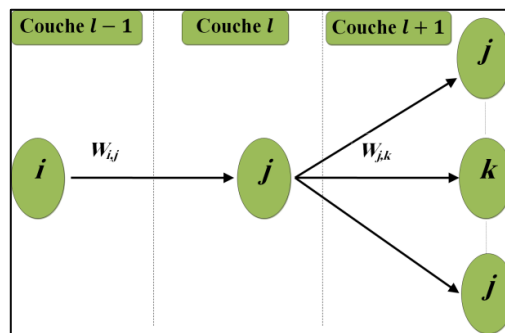 Couche l − 1
Couche l
Couche l + 1
j
W_{i,j}
W_{j,k}
i
j
k
j